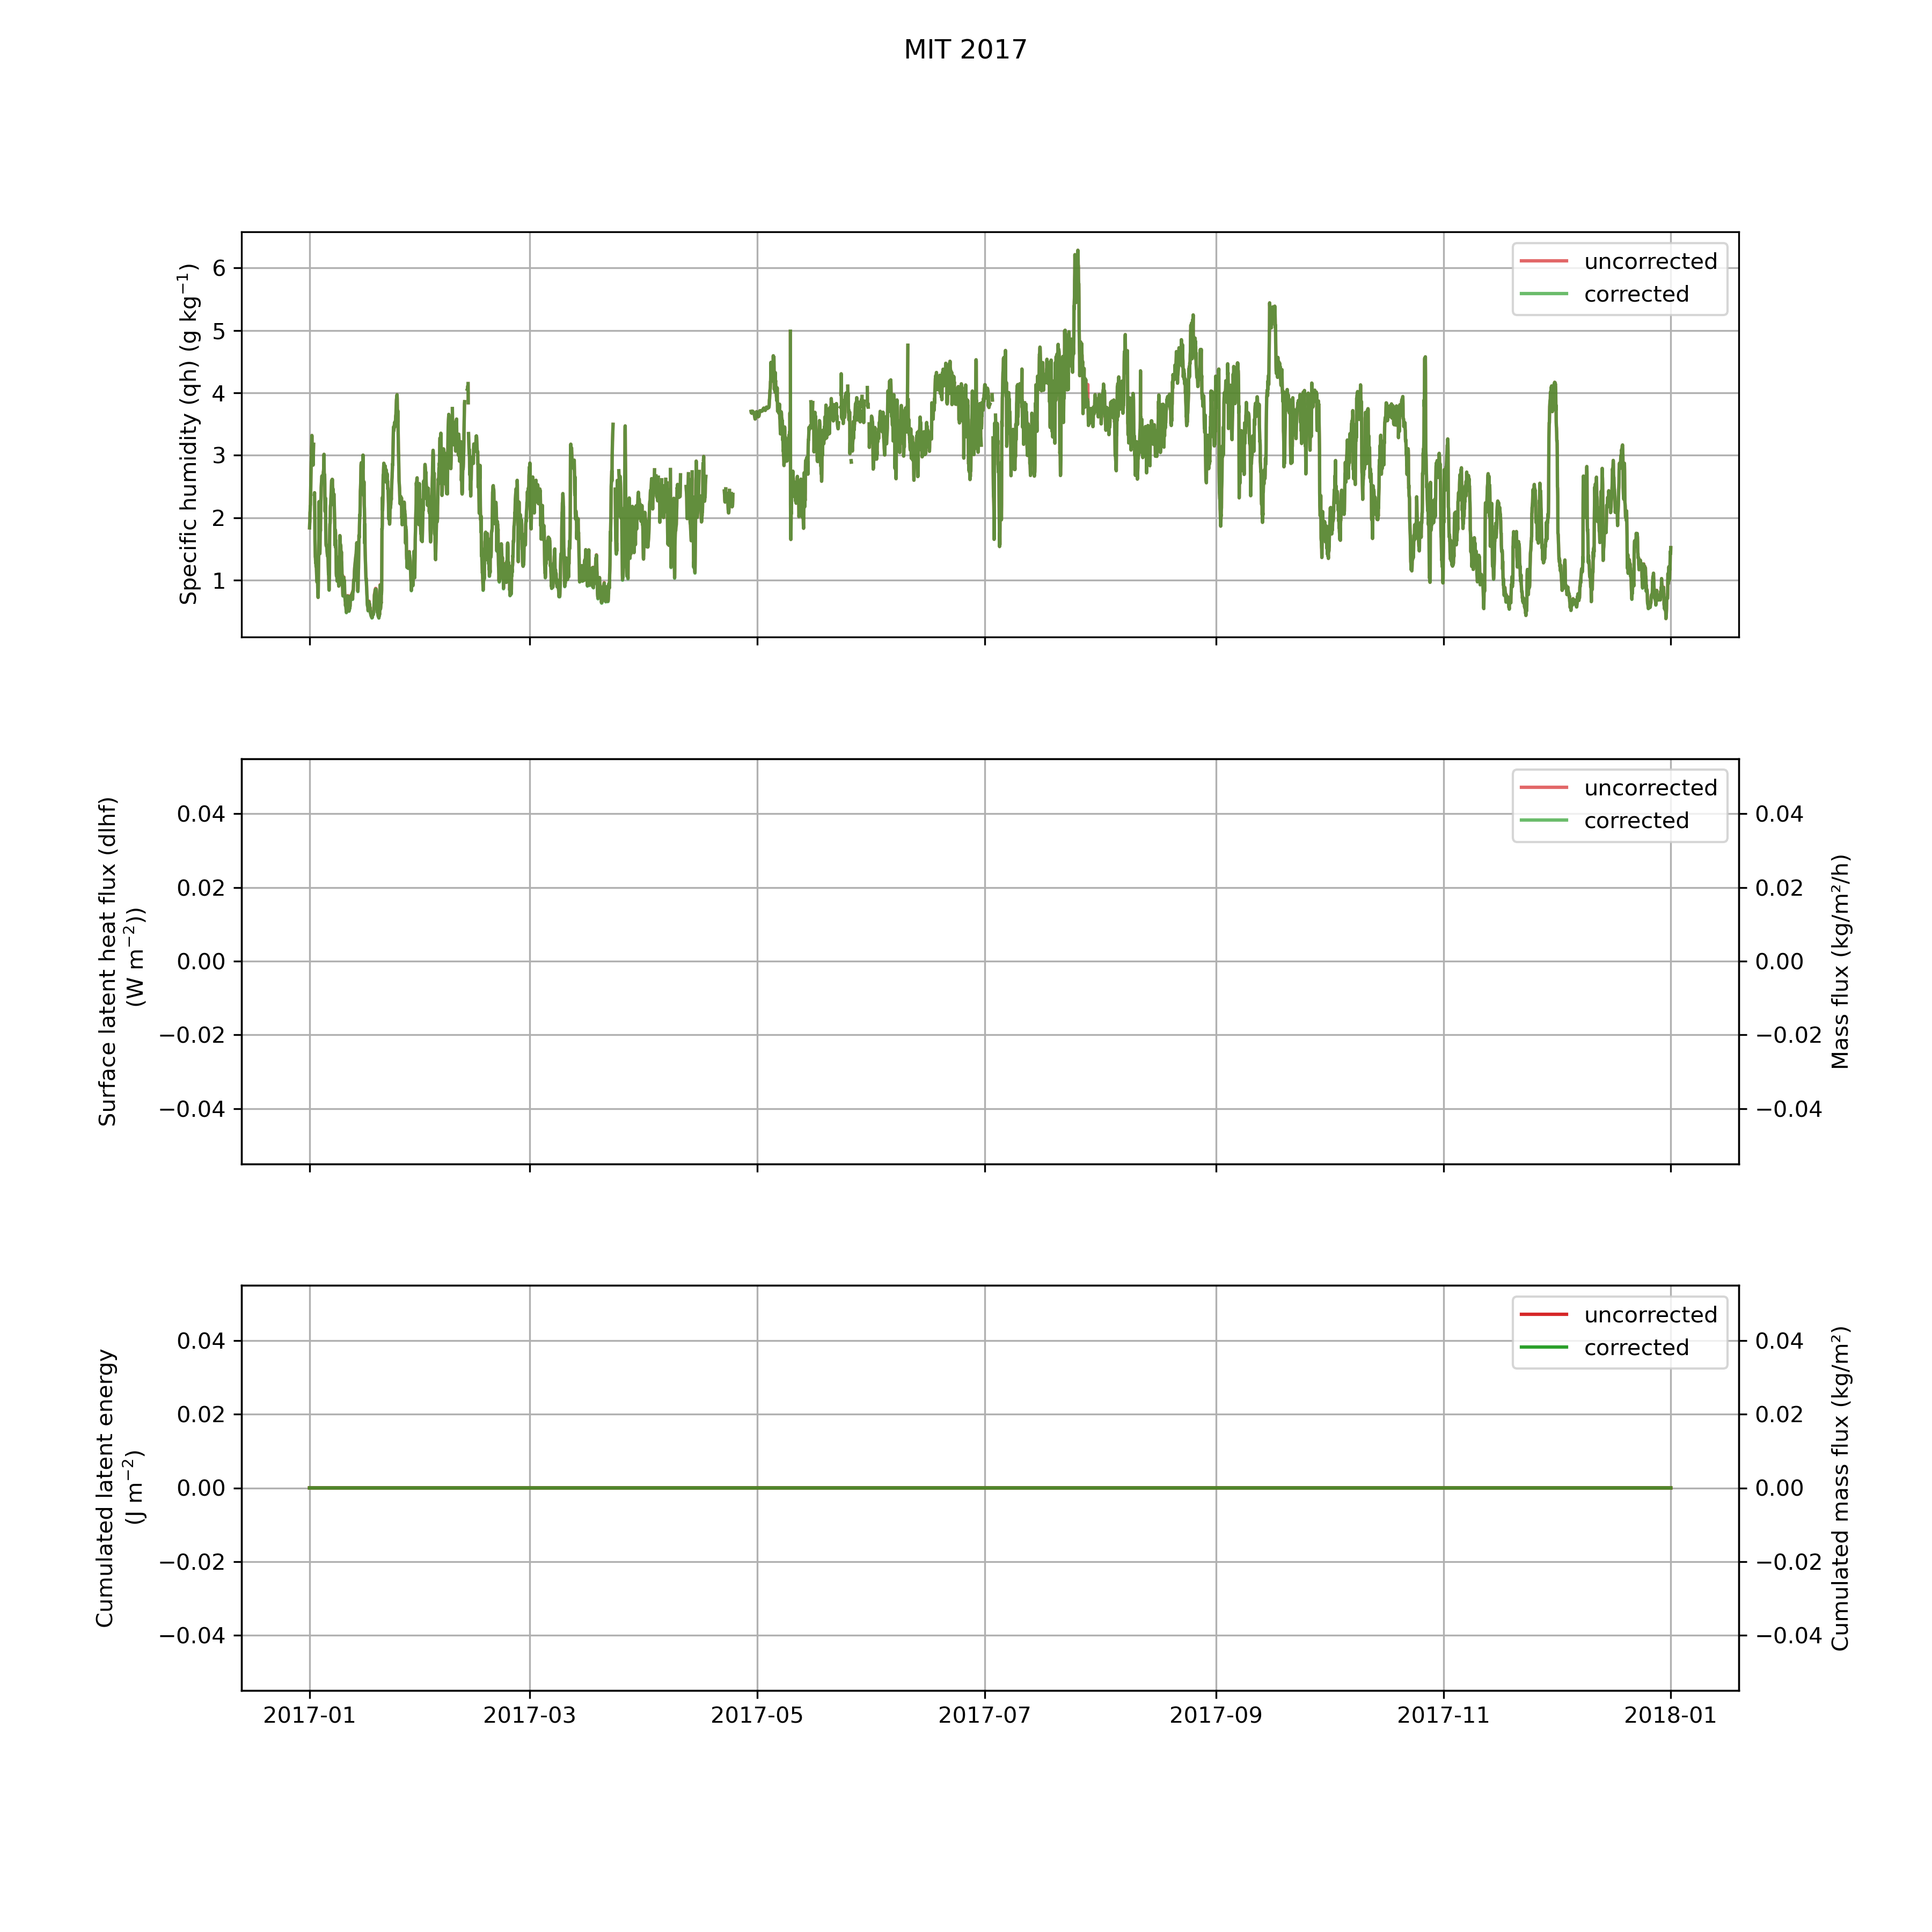 MIT 2017
Specific humidity (qh) (g kg⁻¹)
6
5
4
3
2
1
uncorrected
corrected
Surface latent heat flux (dlhf)
(W m⁻²))
0.04
0.02
0.00
−0.02
−0.04
uncorrected
corrected
0.04
0.02
0.00
−0.02
−0.04
Mass flux (kg/m²/h)
Cumulated latent energy
(J m⁻²)
0.04
0.02
0.00
−0.02
−0.04
uncorrected
corrected
0.04
0.02
0.00
−0.02
−0.04
Cumulated mass flux (kg/m²)
2017-01 2017-03 2017-05 2017-07 2017-09 2017-11 2018-01